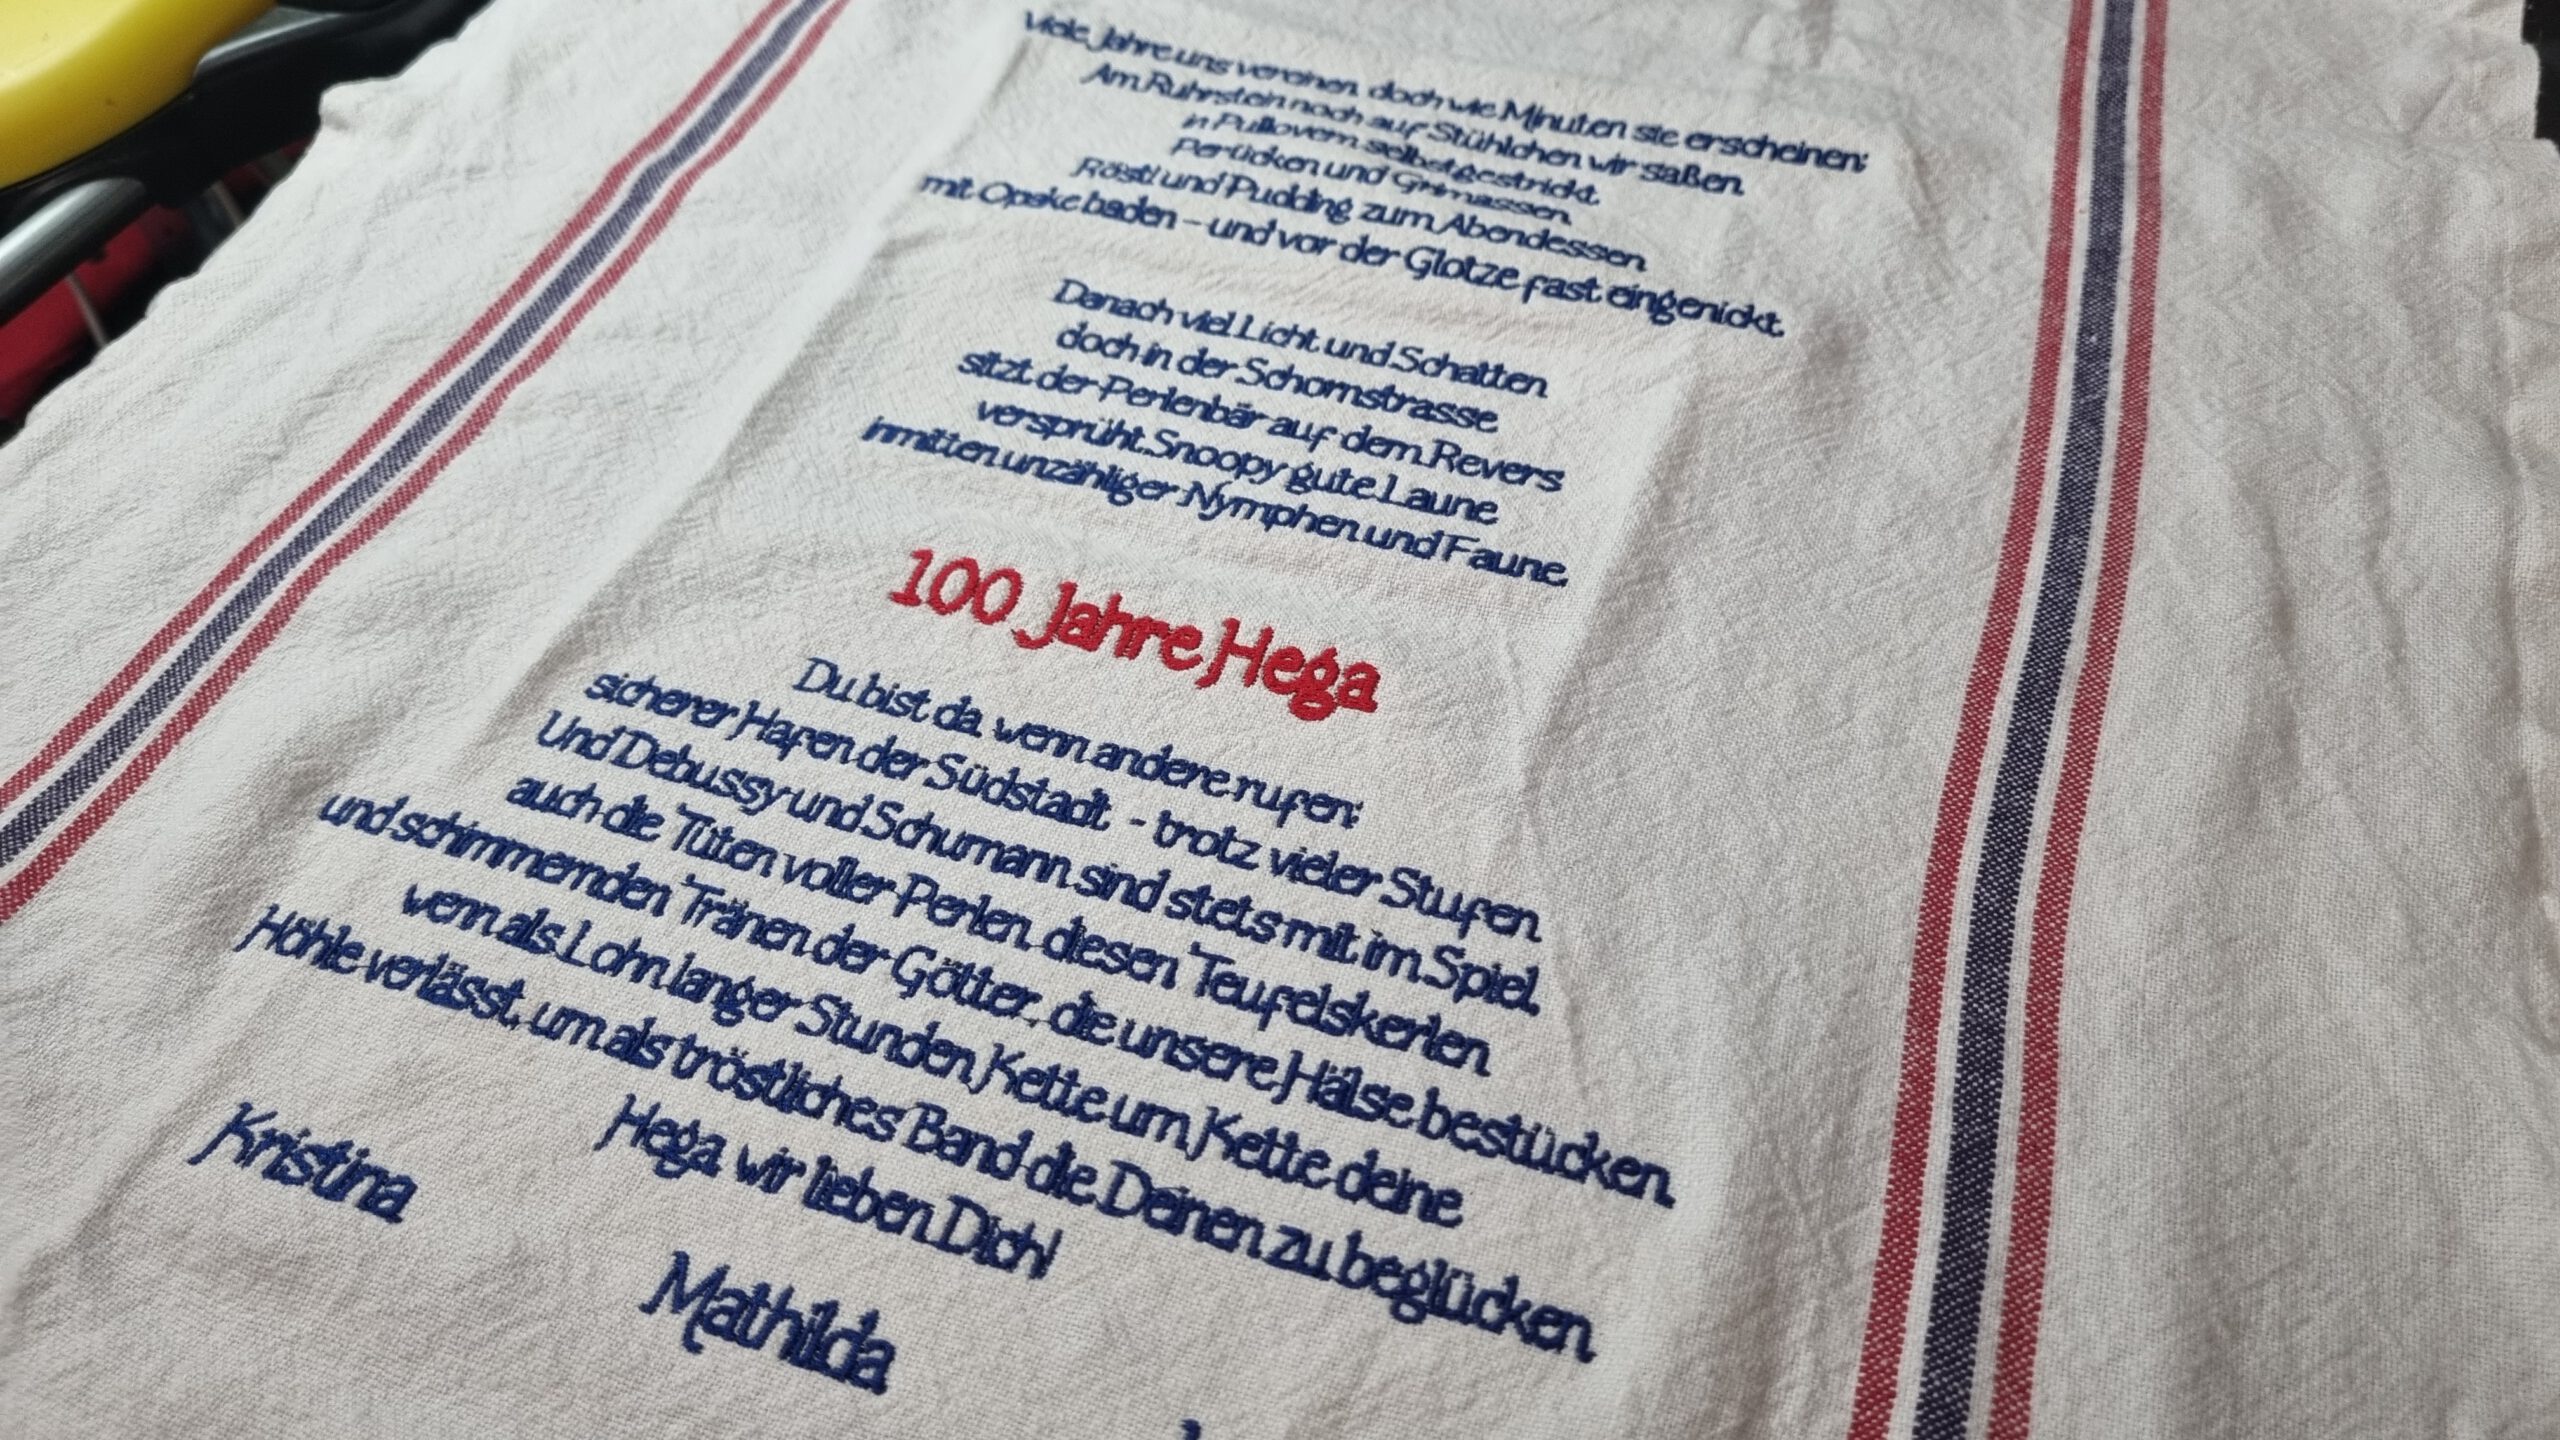 Viele Jahre uns vereinen, doch wie Minuten sie erscheinen:
Am Ruhrstein noch auf Stühlchen wir saßen,
in Pullovern selbstgestrickt,
Perücken und Grimassen,
Rösti und Pudding zum Abendessen,
mit Opeke baden – und vor der Glotze fast eingenickt.
Danach viel Licht und Schatten
doch in der Schornstrasse
sitzt der Perlenbär auf dem Revers
versprüht Snoopy gute Laune
inmitten unzähliger Nymphen und Faune.
100 Jahre Hega
Du bist da, wenn andere rufen:
sicherer Hafen der Südstadt - trotz vieler Stufen
Und Debussy und Schumann sind stets mit im Spiel,
auch die Tüten voller Perlen, diesen Teufelskerlen
und schimmernden Tränen der Götter, die unsere Hälse bestücken,
wenn als Lohn langer Stunden Kette um Kette deine
Höhle verlässt, um als tröstliches Band die Deinen zu beglücken.
Hega, wir lieben Dich!
Kristina
Mathilda